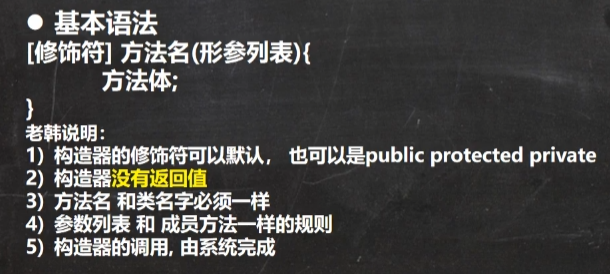 ● 基本语法
[修饰符] 方法名(形参列表){
方法体;
}
老韩说明：
1）构造器的修饰符可以默认， 也可以是public protected private
2）构造器没有返回值
3）方法名 和类名字必须一样
4）参数列表 和 成员方法一样的规则
5）构造器的调用, 由系统完成